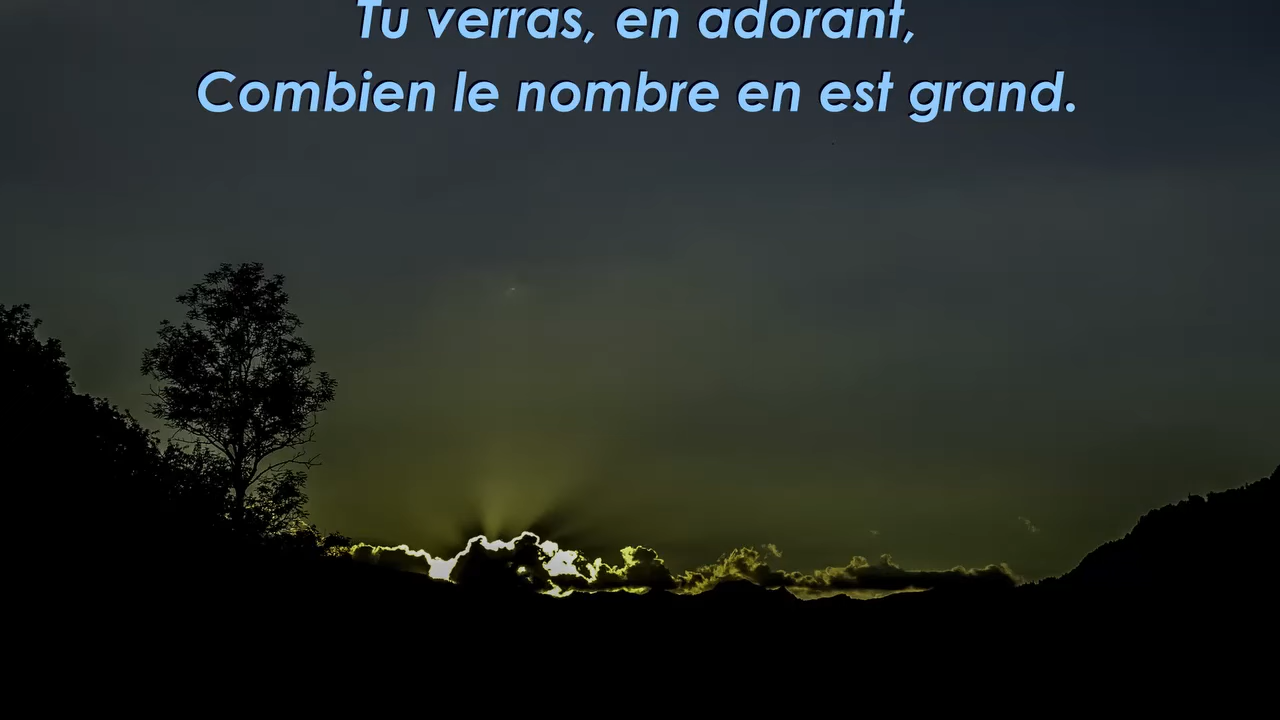 Tu verras, en adorant,
Combien le nombre en est grand.